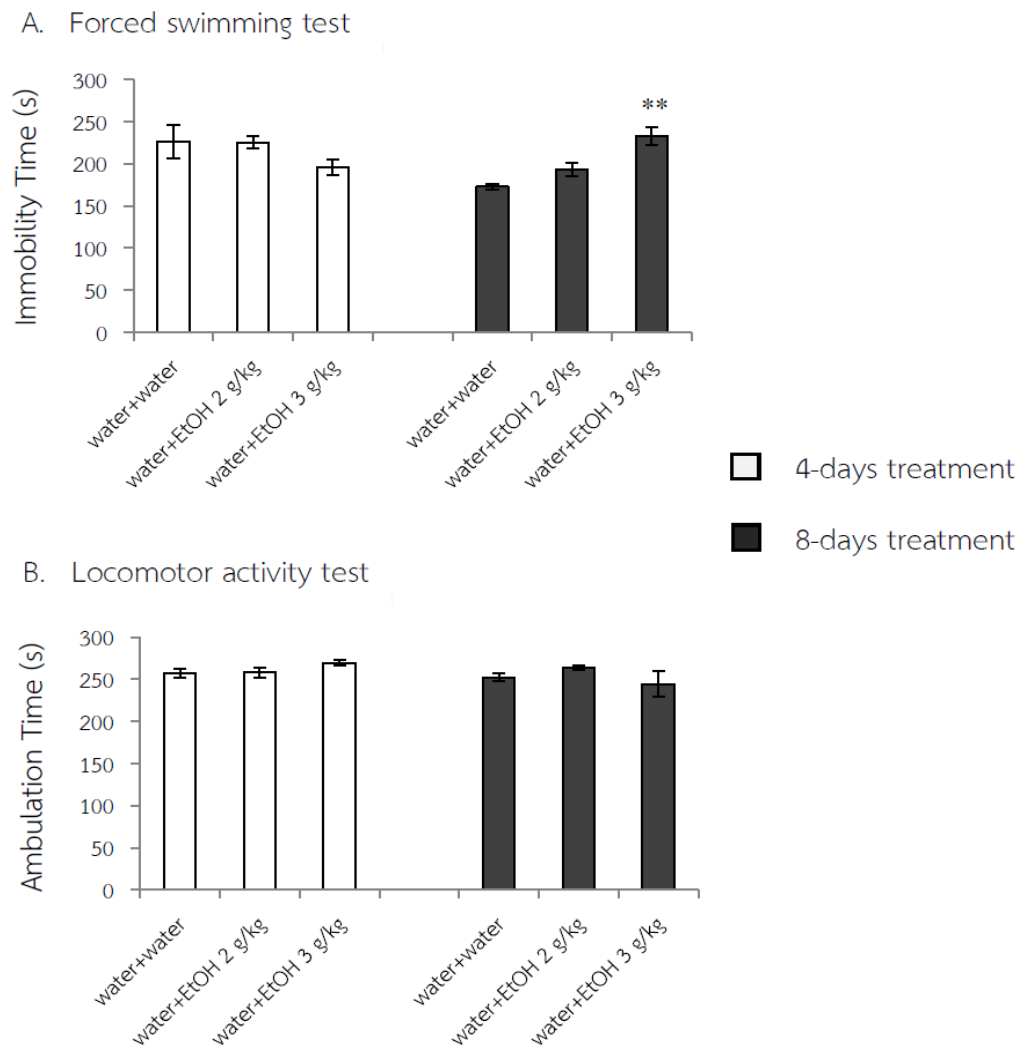 A. Forced swimming test
Immobility Time (s)
300
250
200
150
100
50
0
**
water+water
water+EtOH 2 g/kg
water+EtOH 3 g/kg
water+water
water+EtOH 2 g/kg
water+EtOH 3 g/kg
4-days treatment
8-days treatment
B. Locomotor activity test
Ambulation Time (s)
300
250
200
150
100
50
0
water+water
water+EtOH 2 g/kg
water+EtOH 3 g/kg
water+water
water+EtOH 2 g/kg
water+EtOH 3 g/kg